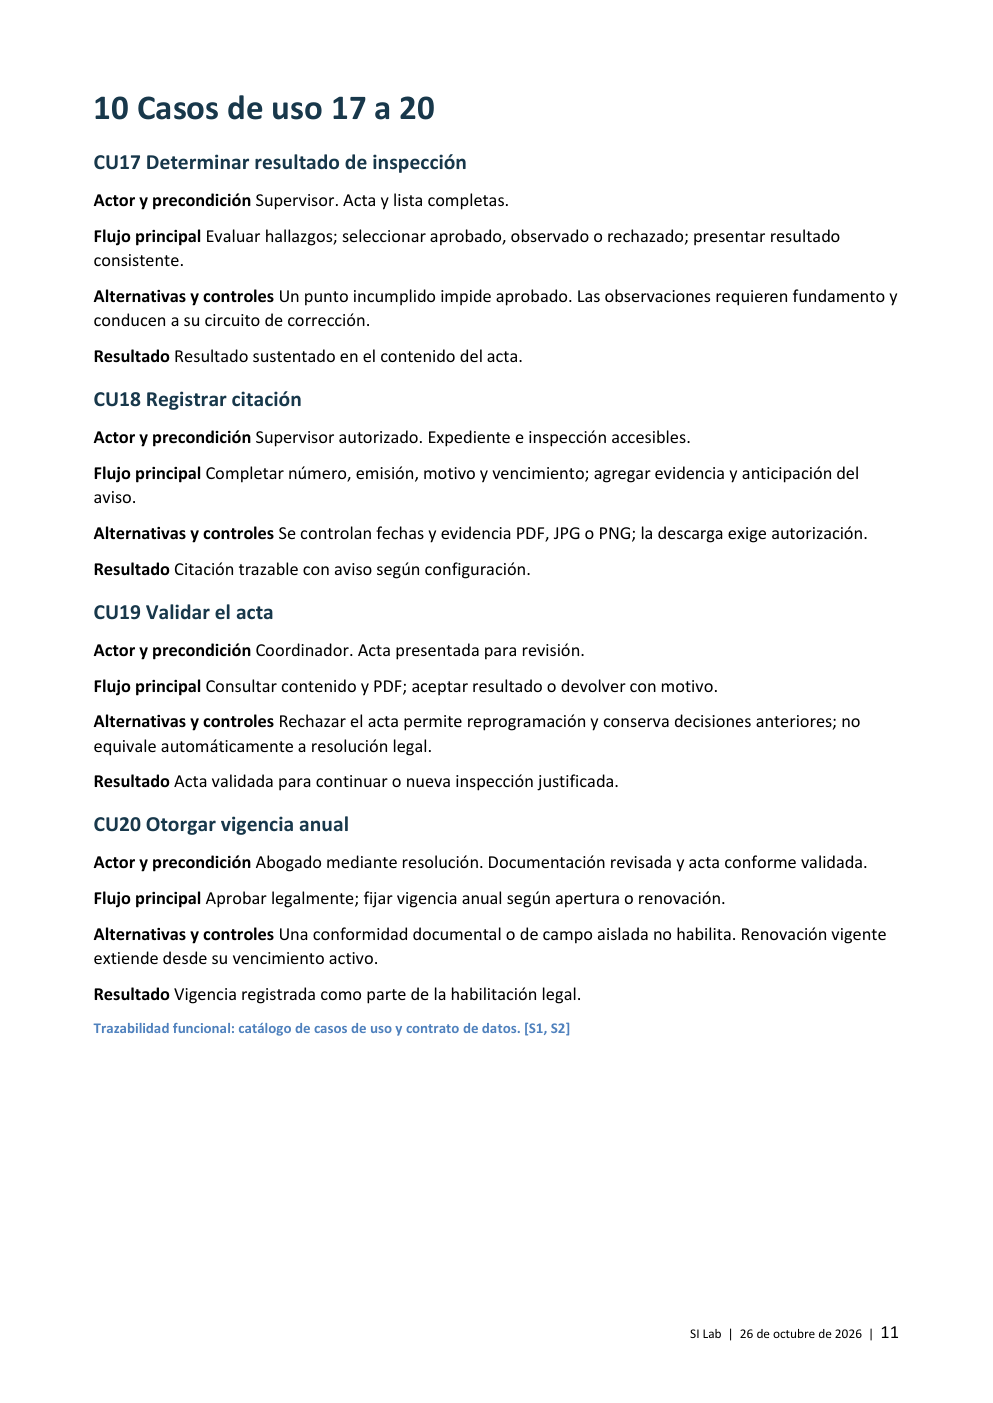 10 Casos de uso 17 a 20
CU17 Determinar resultado de inspección
Actor y precondición Supervisor. Acta y lista completas.
Flujo principal Evaluar hallazgos; seleccionar aprobado, observado o rechazado; presentar resultado
consistente.
Alternativas y controles Un punto incumplido impide aprobado. Las observaciones requieren fundamento y
conducen a su circuito de corrección.
Resultado Resultado sustentado en el contenido del acta.
CU18 Registrar citación
Actor y precondición Supervisor autorizado. Expediente e inspección accesibles.
Flujo principal Completar número, emisión, motivo y vencimiento; agregar evidencia y anticipación del
aviso.
Alternativas y controles Se controlan fechas y evidencia PDF, JPG o PNG; la descarga exige autorización.
Resultado Citación trazable con aviso según configuración.
CU19 Validar el acta
Actor y precondición Coordinador. Acta presentada para revisión.
Flujo principal Consultar contenido y PDF; aceptar resultado o devolver con motivo.
Alternativas y controles Rechazar el acta permite reprogramación y conserva decisiones anteriores; no
equivale automáticamente a resolución legal.
Resultado Acta validada para continuar o nueva inspección justificada.
CU20 Otorgar vigencia anual
Actor y precondición Abogado mediante resolución. Documentación revisada y acta conforme validada.
Flujo principal Aprobar legalmente; fijar vigencia anual según apertura o renovación.
Alternativas y controles Una conformidad documental o de campo aislada no habilita. Renovación vigente
extiende desde su vencimiento activo.
Resultado Vigencia registrada como parte de la habilitación legal.
Trazabilidad funcional: catálogo de casos de uso y contrato de datos. [S1, S2]
SI Lab | 26 de octubre de 2026 | 11